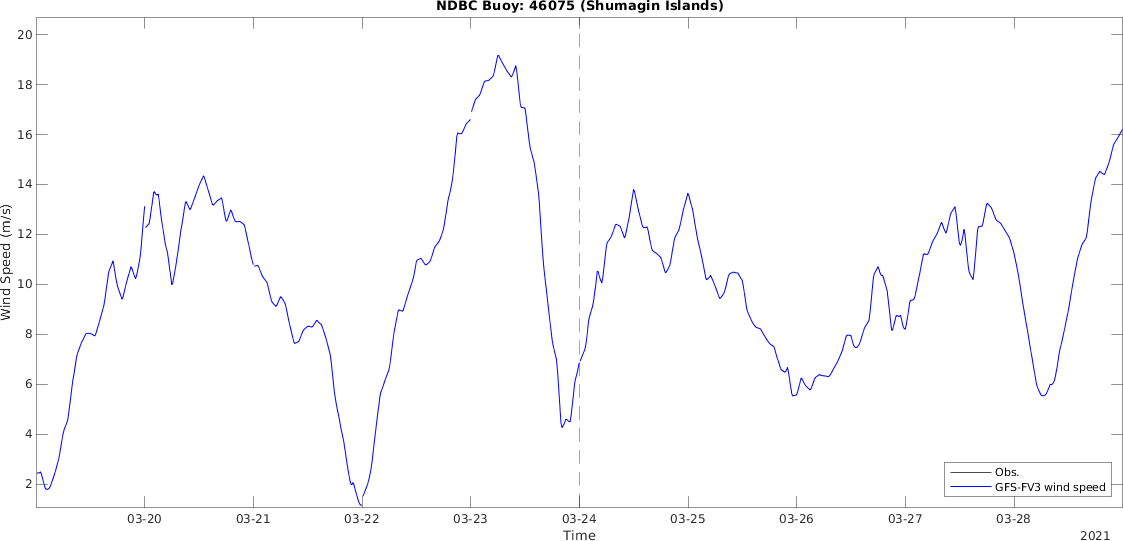 NDBC Buoy: 46075 (Shumagin Islands)
20
18
16
14
12
10
8
6
4
2
Wind Speed (m/s)
Obs.
GFS-FV3 wind speed
03-20 03-21 03-22 03-23 03-24 03-25 03-26 03-27 03-28
Time
2021